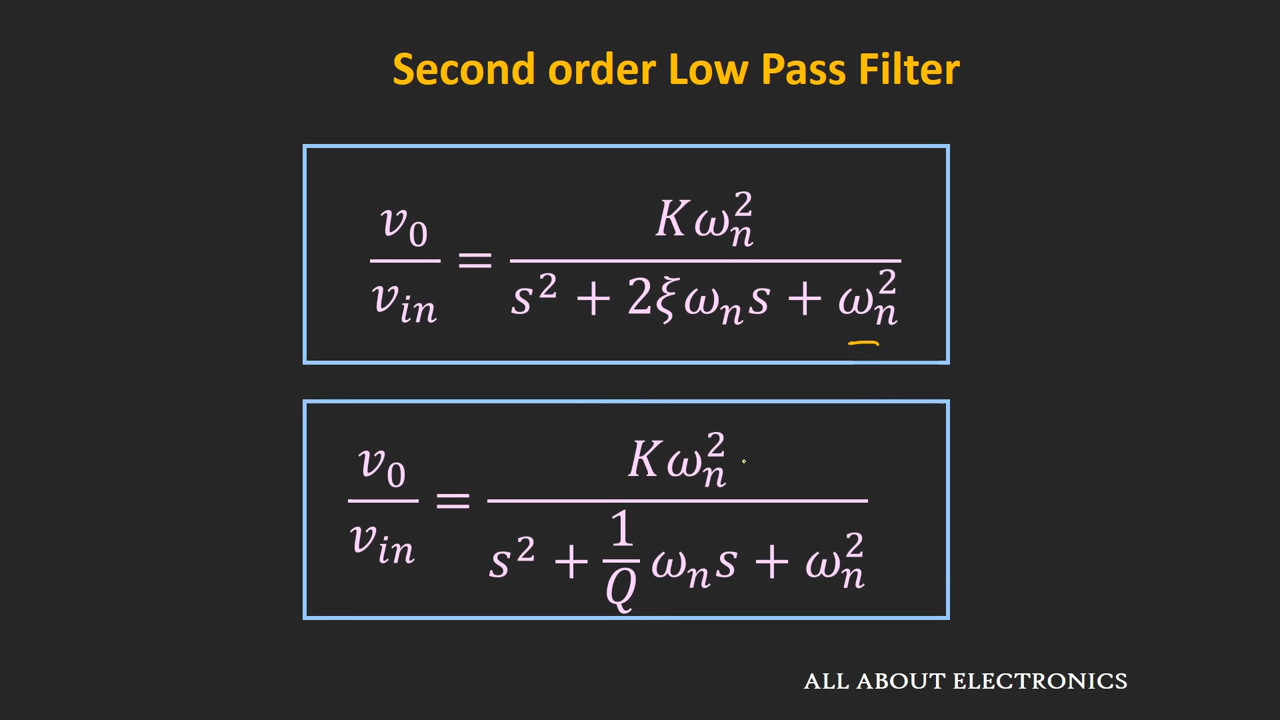 Second order Low Pass Filter
v₀/v_in = Kω_n²/(s² + 2ξω_n s + ω_n²)
v₀/v_in = Kω_n²/(s² + (1/Q)ω_n s + ω_n²)
ALL ABOUT ELECTRONICS